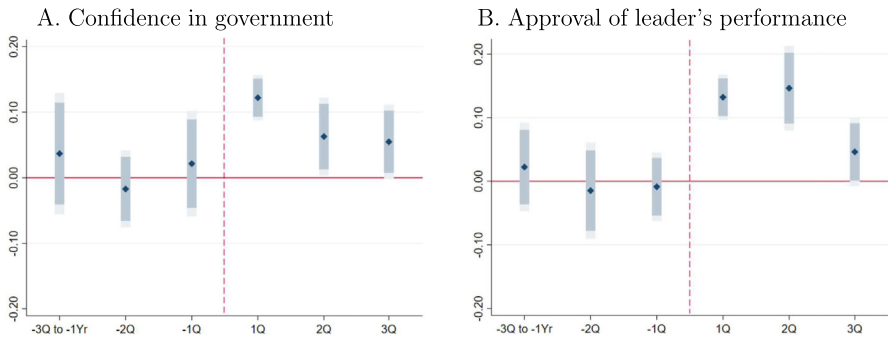 A. Confidence in government
0.20
0.10
0.00
-0.10
-0.20
-3Q to -1Yr -2Q -1Q 1Q 2Q 3Q
B. Approval of leader's performance
0.20
0.10
0.00
-0.10
-0.20
-3Q to -1Yr -2Q -1Q 1Q 2Q 3Q